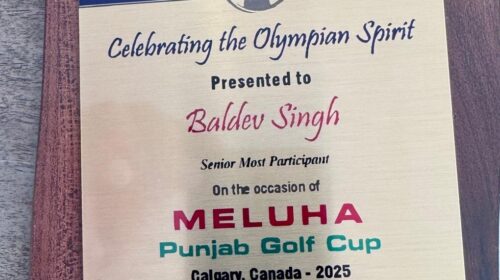 Celebrating the Olympian Spirit
Presented to
Baldev Singh
Senior Most Participant
On the occasion of
MELUHA
Punjab Golf Cup
Calgary, Canada - 2025